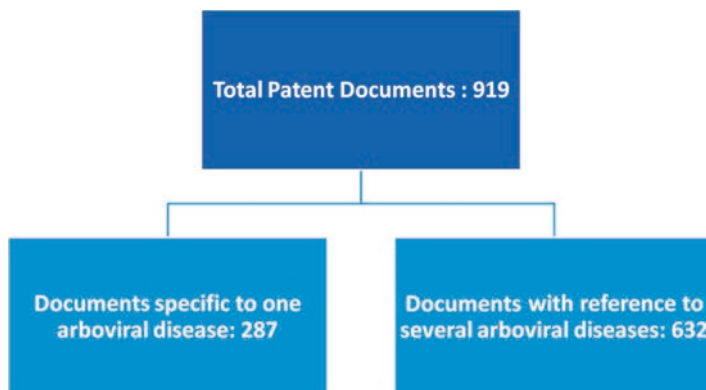 Total Patent Documents : 919
Documents specific to one
arboviral disease: 287
Documents with reference to
several arboviral diseases: 632